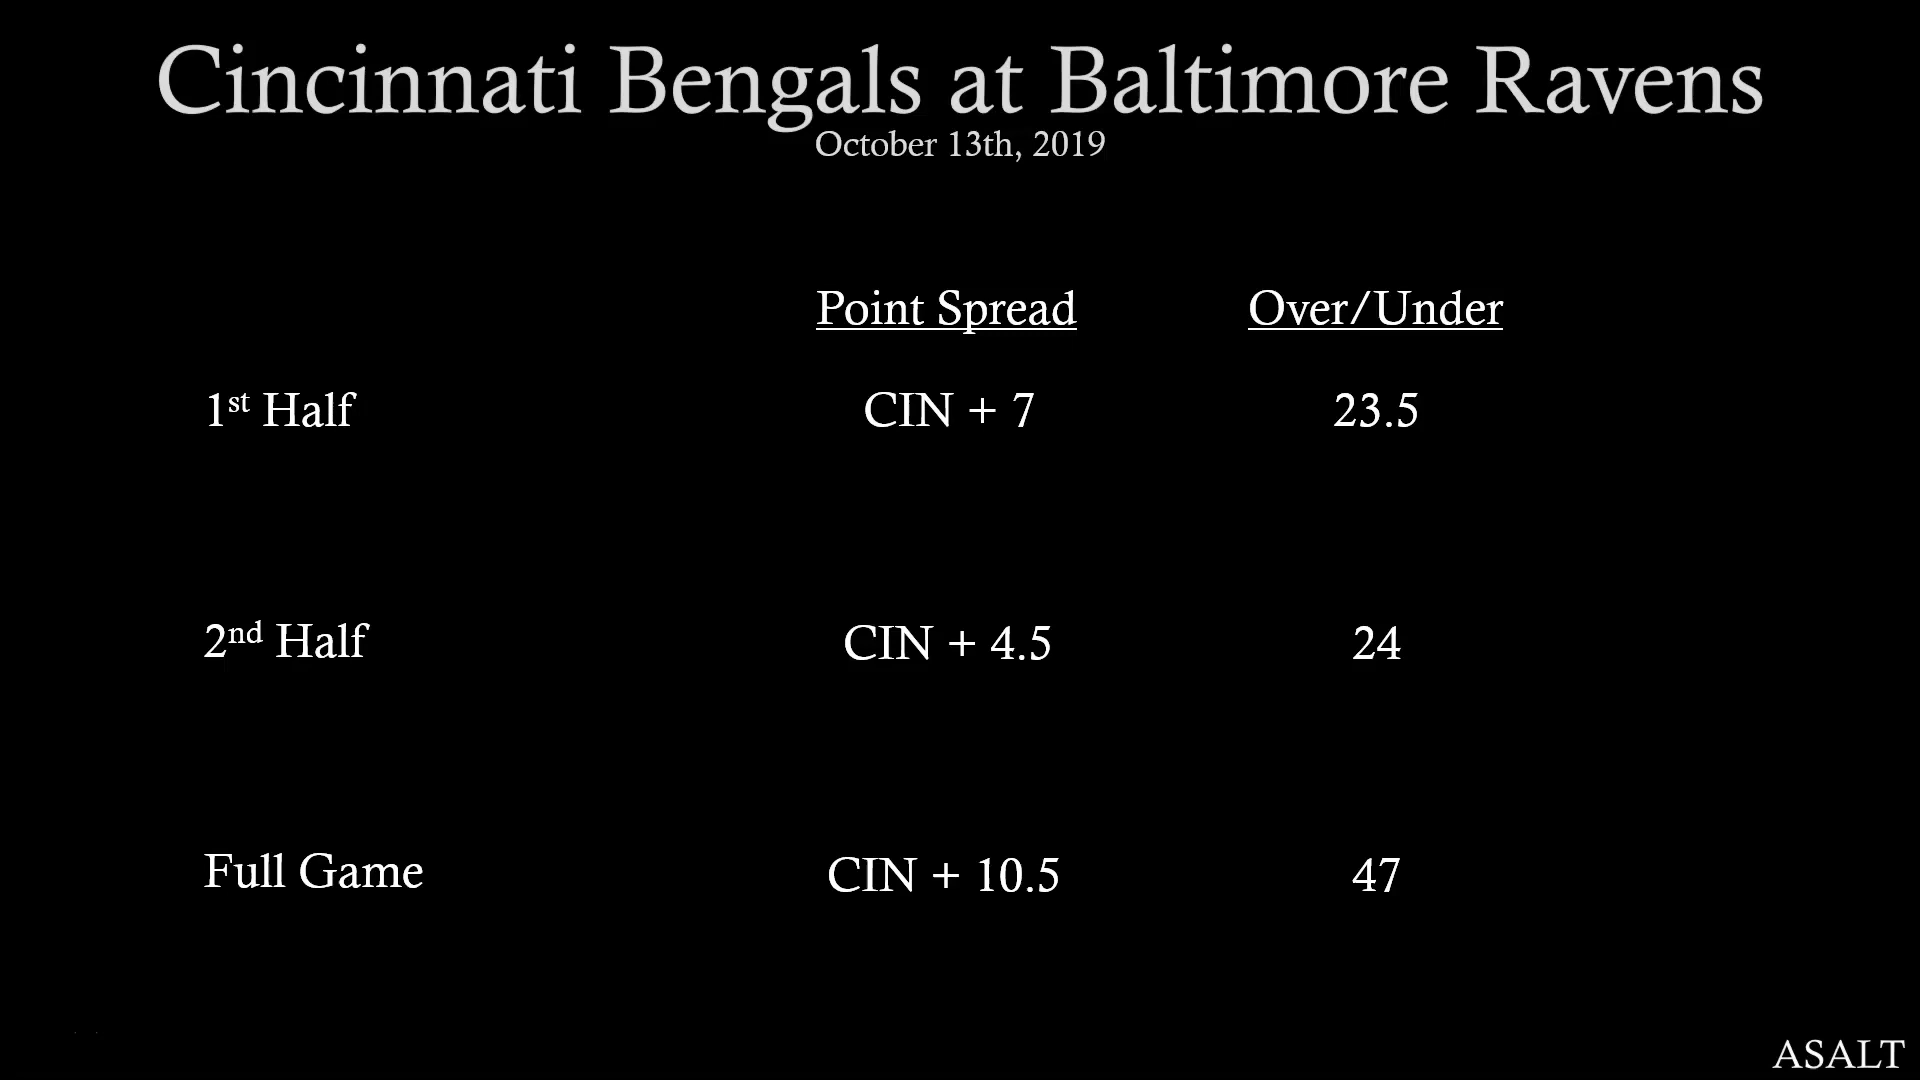 Cincinnati Bengals at Baltimore Ravens
October 13th, 2019
Point Spread Over/Under
1st Half CIN + 7 23.5
2nd Half CIN + 4.5 24
Full Game CIN + 10.5 47
ASALT